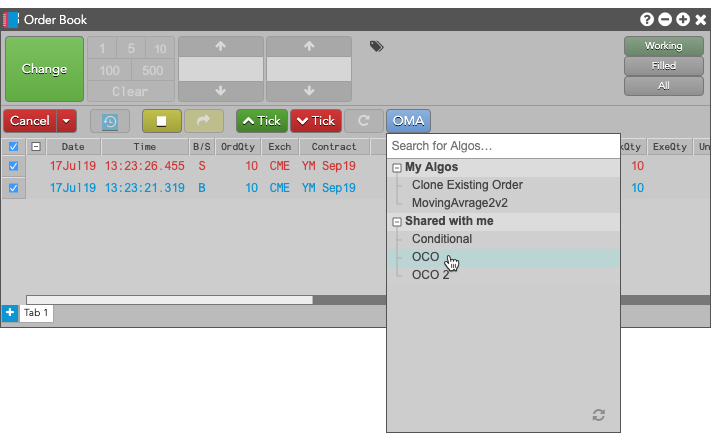 Order Book
Change
1 5 10
100 500
Clear
Working
Filled
All
Cancel
Tick
Tick
OMA
Date Time B/S OrdQty Exch Contract
Qty ExeQty Un
17Jul19 13:23:26.455 S 10 CME YM Sep19 10
17Jul19 13:23:21.319 B 10 CME YM Sep19 10
Search for Algos...
My Algos
Clone Existing Order
MovingAvrage2v2
Shared with me
Conditional
OCO
OCO 2
Tab 1